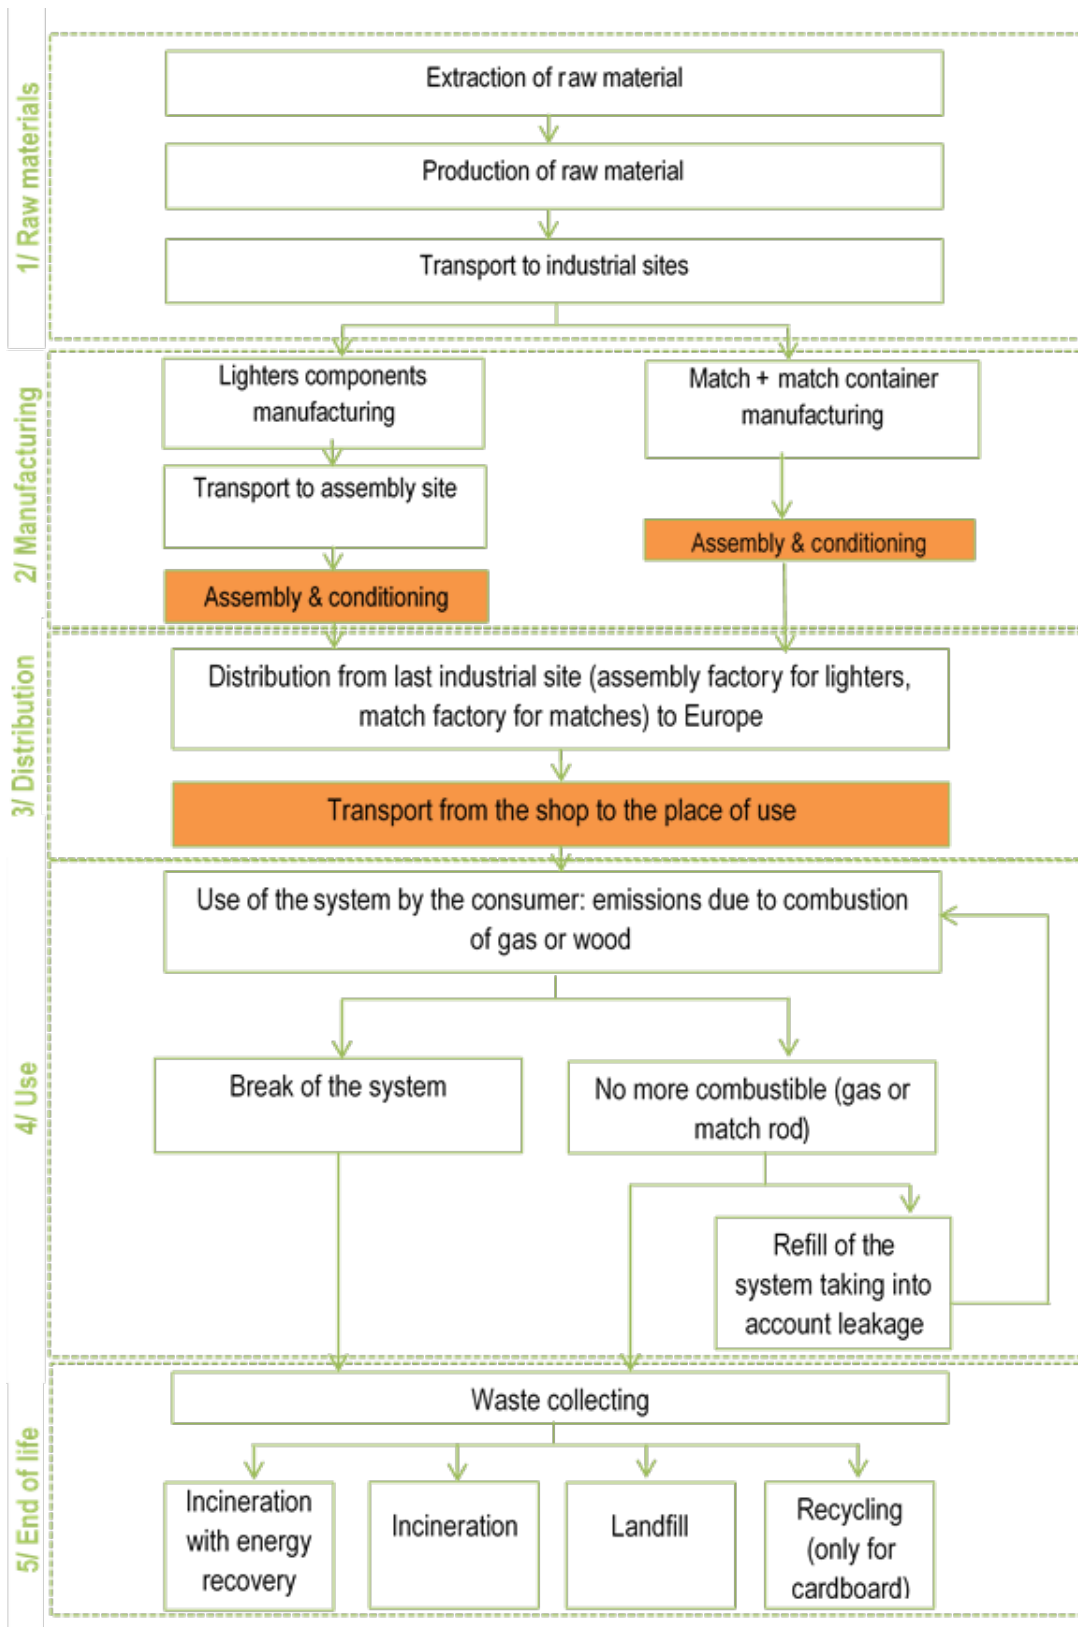 1/ Raw materials
Extraction of raw material
Production of raw material
Transport to industrial sites
2/ Manufacturing
Lighters components
manufacturing
Match + match container
manufacturing
Transport to assembly site
Assembly & conditioning
Assembly & conditioning
3/ Distribution
Distribution from last industrial site (assembly factory for lighters,
match factory for matches) to Europe
Transport from the shop to the place of use
4/ Use
Use of the system by the consumer: emissions due to combustion
of gas or wood
Break of the system
No more combustible (gas or
match rod)
Refill of the
system taking into
account leakage
5/ End of life
Waste collecting
Incineration
with energy
recovery
Incineration
Landfill
Recycling
(only for
cardboard)